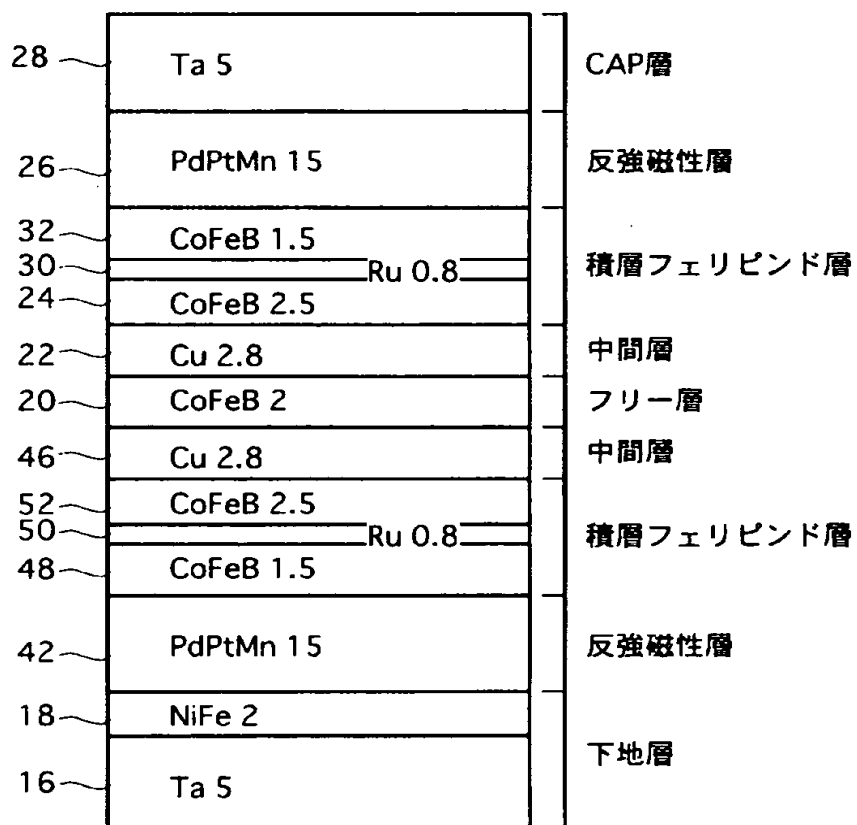 28 Ta 5 CAP層
26 PdPtMn 15 反強磁性層
32 CoFeB 1.5
30 Ru 0.8 積層フェリピンド層
24 CoFeB 2.5
22 Cu 2.8 中間層
20 CoFeB 2 フリー層
46 Cu 2.8 中間層
52 CoFeB 2.5
50 Ru 0.8 積層フェリピンド層
48 CoFeB 1.5
42 PdPtMn 15 反強磁性層
18 NiFe 2
下地層
16 Ta 5